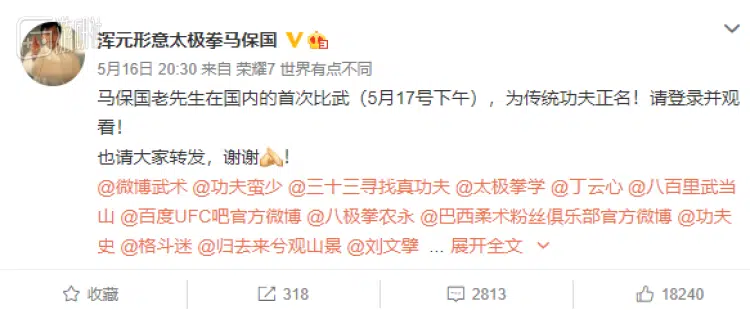 浑元形意太极拳马保国
5月16日 20:30 来自 荣耀7 世界有点不同
马保国老先生在国内的首次比武（5月17号下午），为传统功夫正名！请登录并观
看！
也请大家转发，谢谢🙏！
@微博武术 @功夫蛮少 @三十三寻找真功夫 @太极拳学 @丁云心 @八百里武当
山 @百度UFC吧官方微博 @八极拳农永 @巴西柔术粉丝俱乐部官方微博 @功夫
史 @格斗迷 @归去来兮观山景 @刘文擘 ... 展开全文
收藏 318 2813 18240